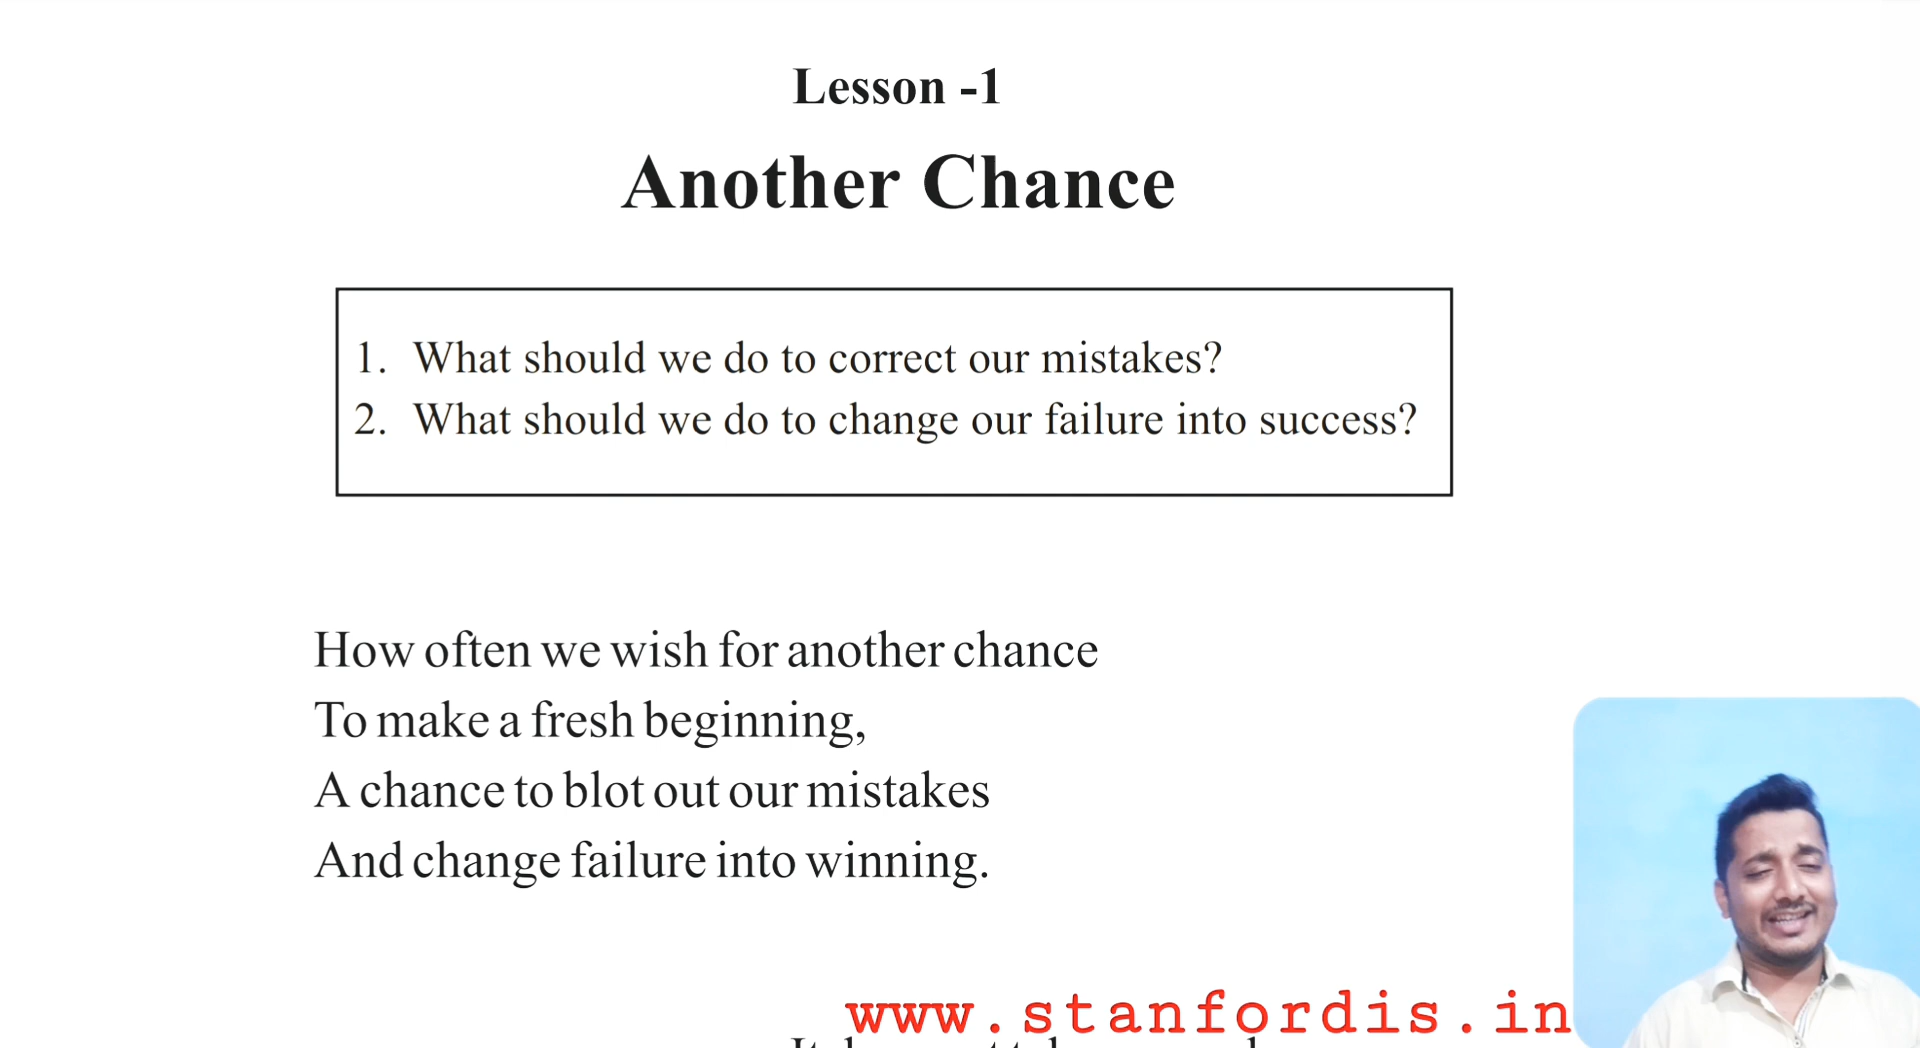 Lesson -1
Another Chance
1. What should we do to correct our mistakes?
2. What should we do to change our failure into success?
How often we wish for another chance
To make a fresh beginning,
A chance to blot out our mistakes
And change failure into winning.
www.stanfordis.in